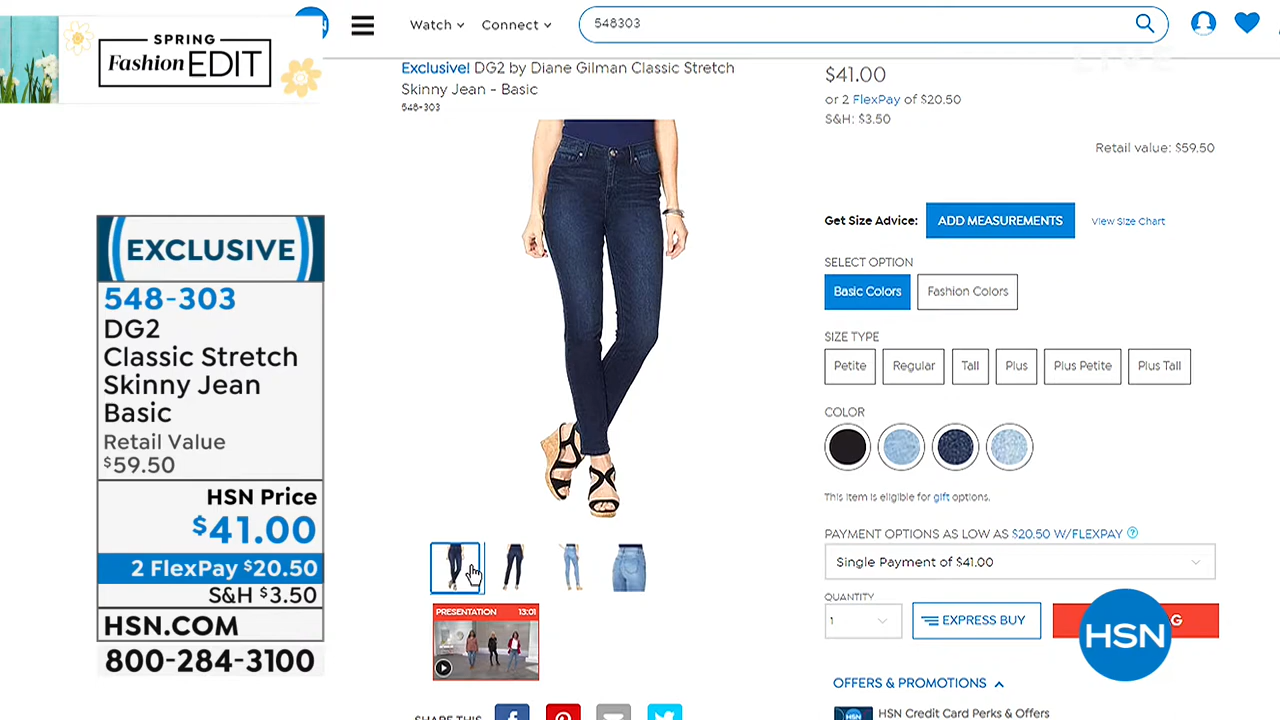 SPRING
Fashion EDIT
Watch
Connect
548303
LIVE
Exclusive! DG2 by Diane Gilman Classic Stretch
Skinny Jean - Basic
548-303
$41.00
or 2 FlexPay of $20.50
S&H: $3.50
Retail value: $59.50
Get Size Advice:
ADD MEASUREMENTS
View Size Chart
SELECT OPTION
Basic Colors
Fashion Colors
SIZE TYPE
Petite
Regular
Tall
Plus
Plus Petite
Plus Tall
COLOR
This item is eligible for gift options.
PAYMENT OPTIONS AS LOW AS $20.50 W/FLEXPAY ?
Single Payment of $41.00
QUANTITY
1
EXPRESS BUY
G
HSN
OFFERS & PROMOTIONS
HSN
HSN Credit Card Perks & Offers
EXCLUSIVE
548-303
DG2
Classic Stretch
Skinny Jean
Basic
Retail Value
$59.50
HSN Price
$41.00
2 FlexPay $20.50
S&H $3.50
HSN.COM
800-284-3100
PRESENTATION 13:01
SHARE THIS